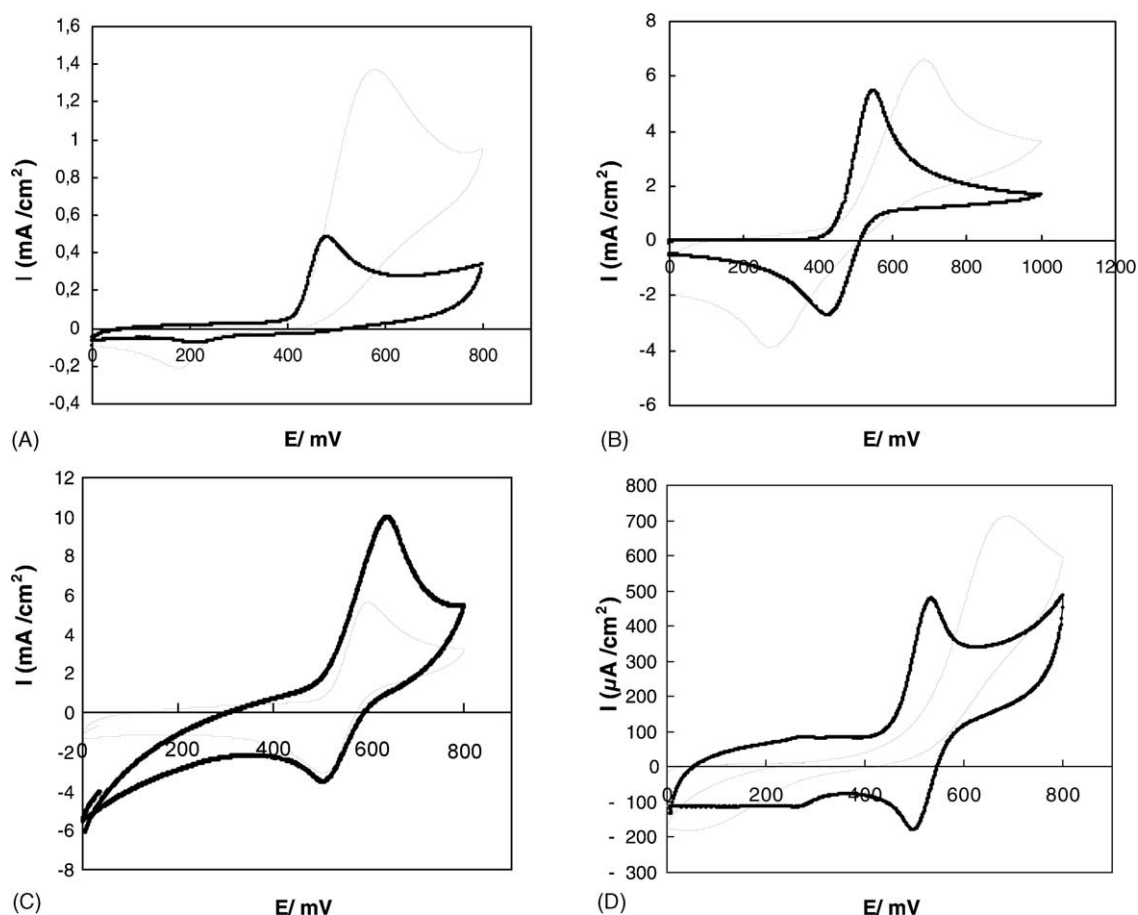 1,6
1,4
1,2
1
0,8
0,6
0,4
0,2
0
-0,2
-0,4
0 200 400 600 800
I (mA /cm²)
E/ mV
(A)
8
6
4
2
0
-2
-4
-6
0 200 400 600 800 1000 1200
I (mA /cm²)
E/ mV
(B)
12
10
8
6
4
2
0
-2
-4
-6
-8
0 200 400 600 800
I (mA /cm²)
E/ mV
(C)
800
700
600
500
400
300
200
100
0
- 100
- 200
- 300
0 200 400 600 800
I (µA /cm²)
E/ mV
(D)